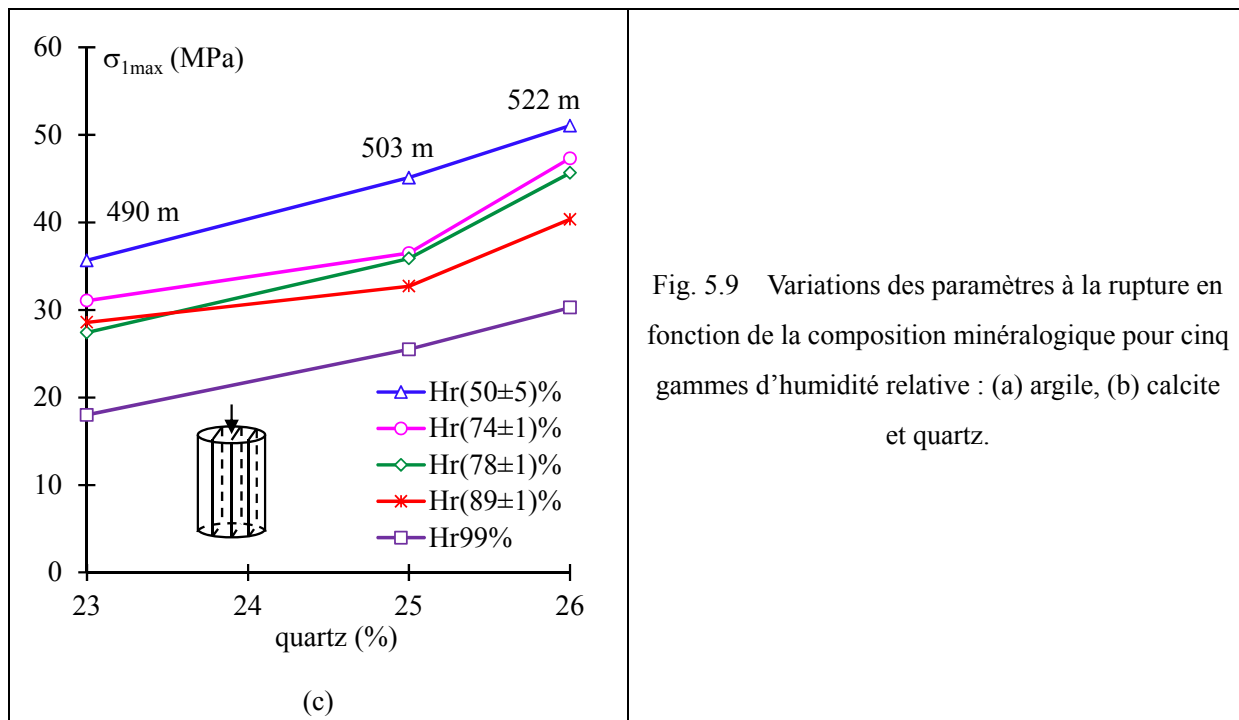 60
σ1max (MPa)
522 m
50
503 m
490 m
40
30
20
10
0
Hr(50±5)%
Hr(74±1)%
Hr(78±1)%
Hr(89±1)%
Hr99%
23 24 25 26
quartz (%)
(c)
Fig. 5.9 Variations des paramètres à la rupture en
fonction de la composition minéralogique pour cinq
gammes d’humidité relative : (a) argile, (b) calcite
et quartz.